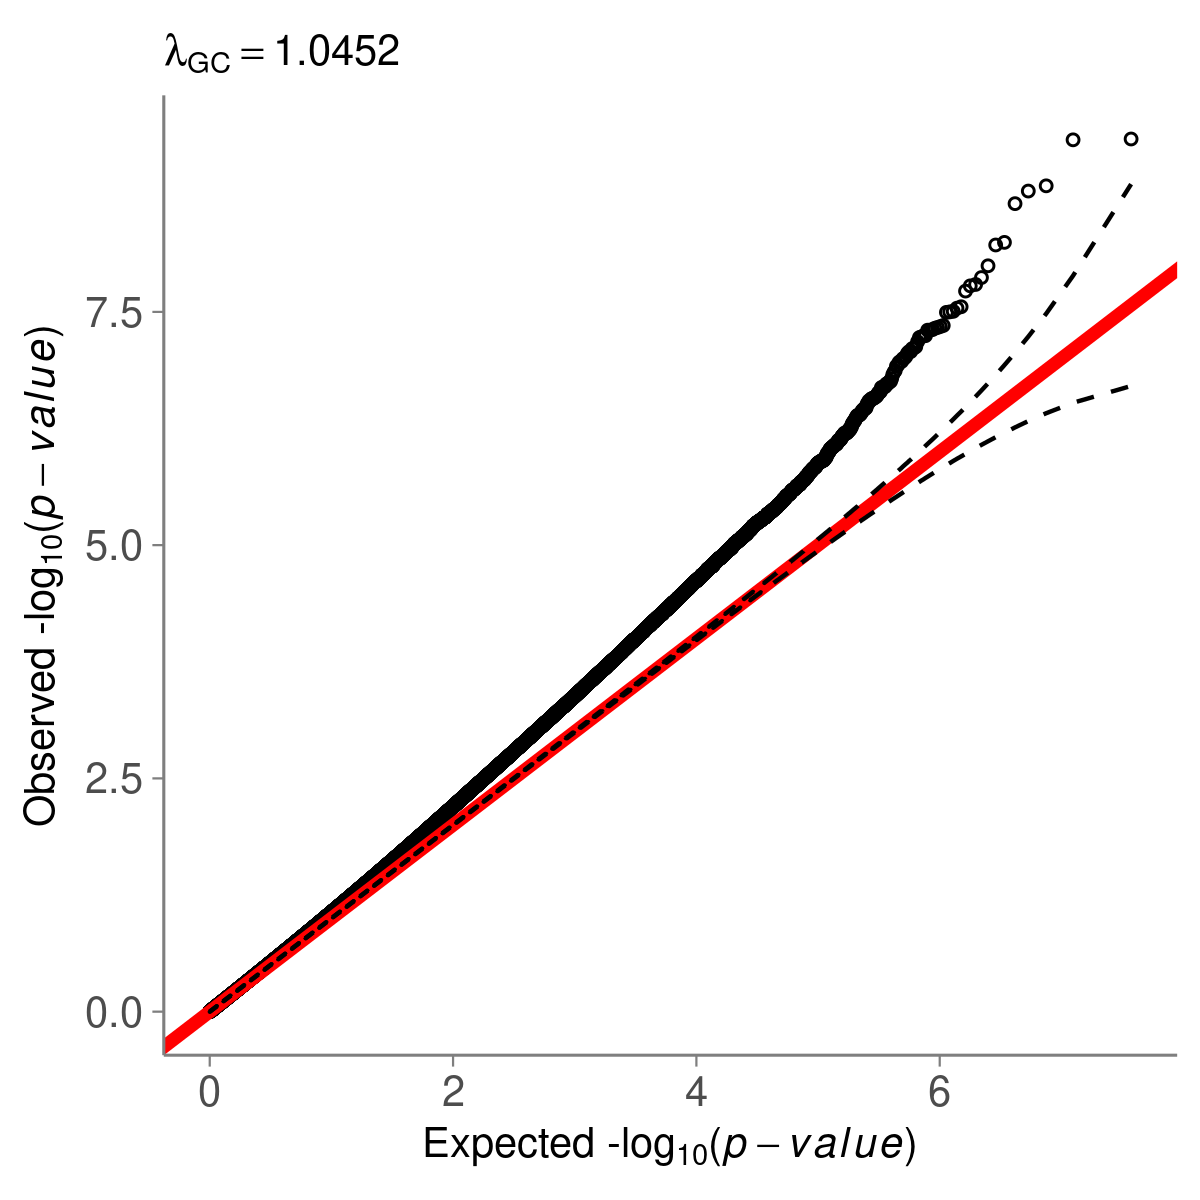 λGC = 1.0452
Observed -log10(p − value)
7.5
5.0
2.5
0.0
0 2 4 6
Expected -log10(p − value)